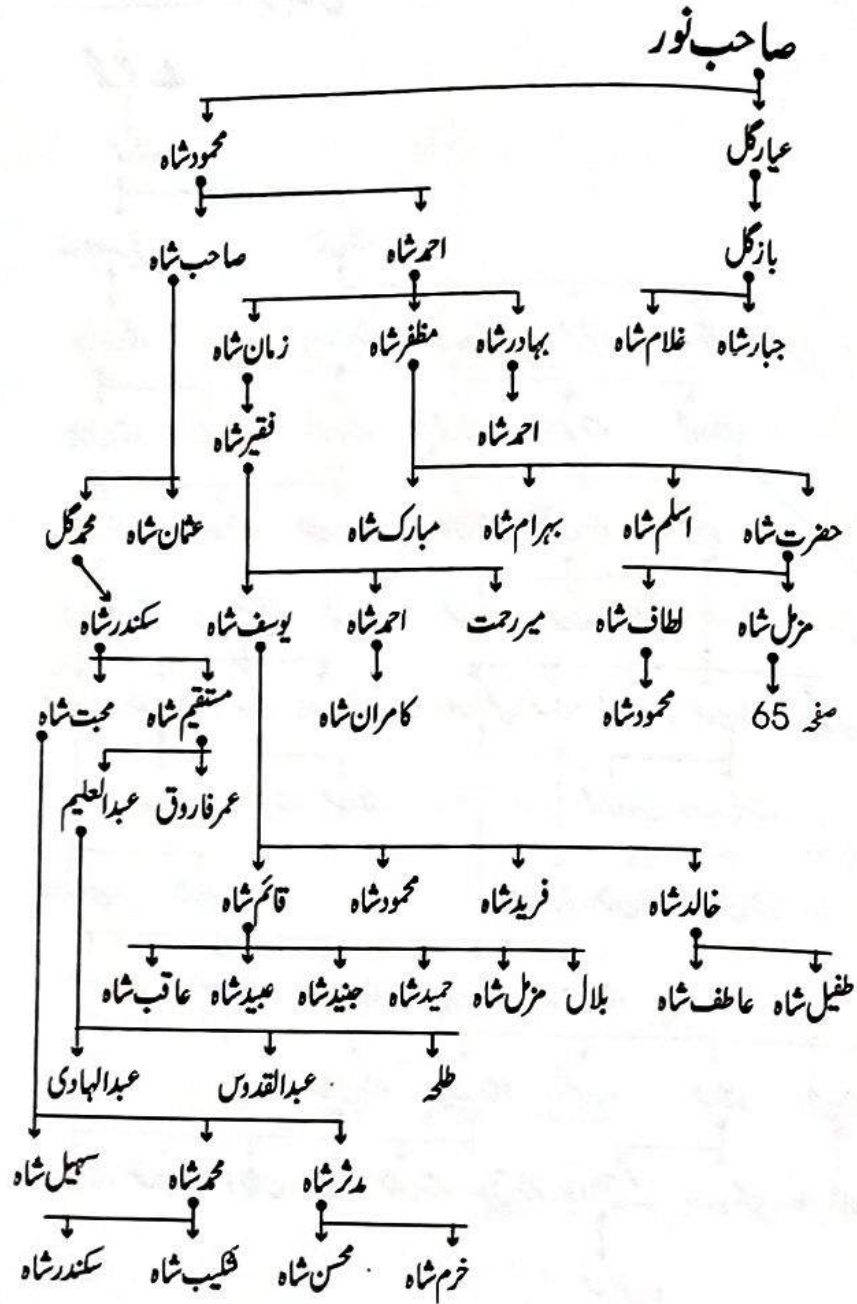 صاحب نور
عیار گل محمود شاہ
باز گل احمد شاہ صاحب شاہ
جبار شاہ غلام شاہ بہادر شاہ مظفر شاہ زمان شاہ
احمد شاہ فقیر شاہ
حضرت شاہ اسلم شاہ بہرام شاہ مبارک شاہ عثمان شاہ محمد گل
مزمل شاہ لطاف شاہ میر رحمت احمد شاہ یوسف شاہ سکندر شاہ
صفحہ 65 محمود شاہ کامران شاہ مستقیم شاہ محبت شاہ
عمر فاروق عبدالعلیم
خالد شاہ فرید شاہ محمود شاہ قائم شاہ
طفیل شاہ عاطف شاہ بلال مزمل شاہ حمید شاہ جنید شاہ عبید شاہ عاقب شاہ
طلحہ عبدالقدوس عبدالہادی
مدثر شاہ محمد شاہ سہیل شاہ
خرم شاہ محسن شاہ شکیب شاہ سکندر شاہ